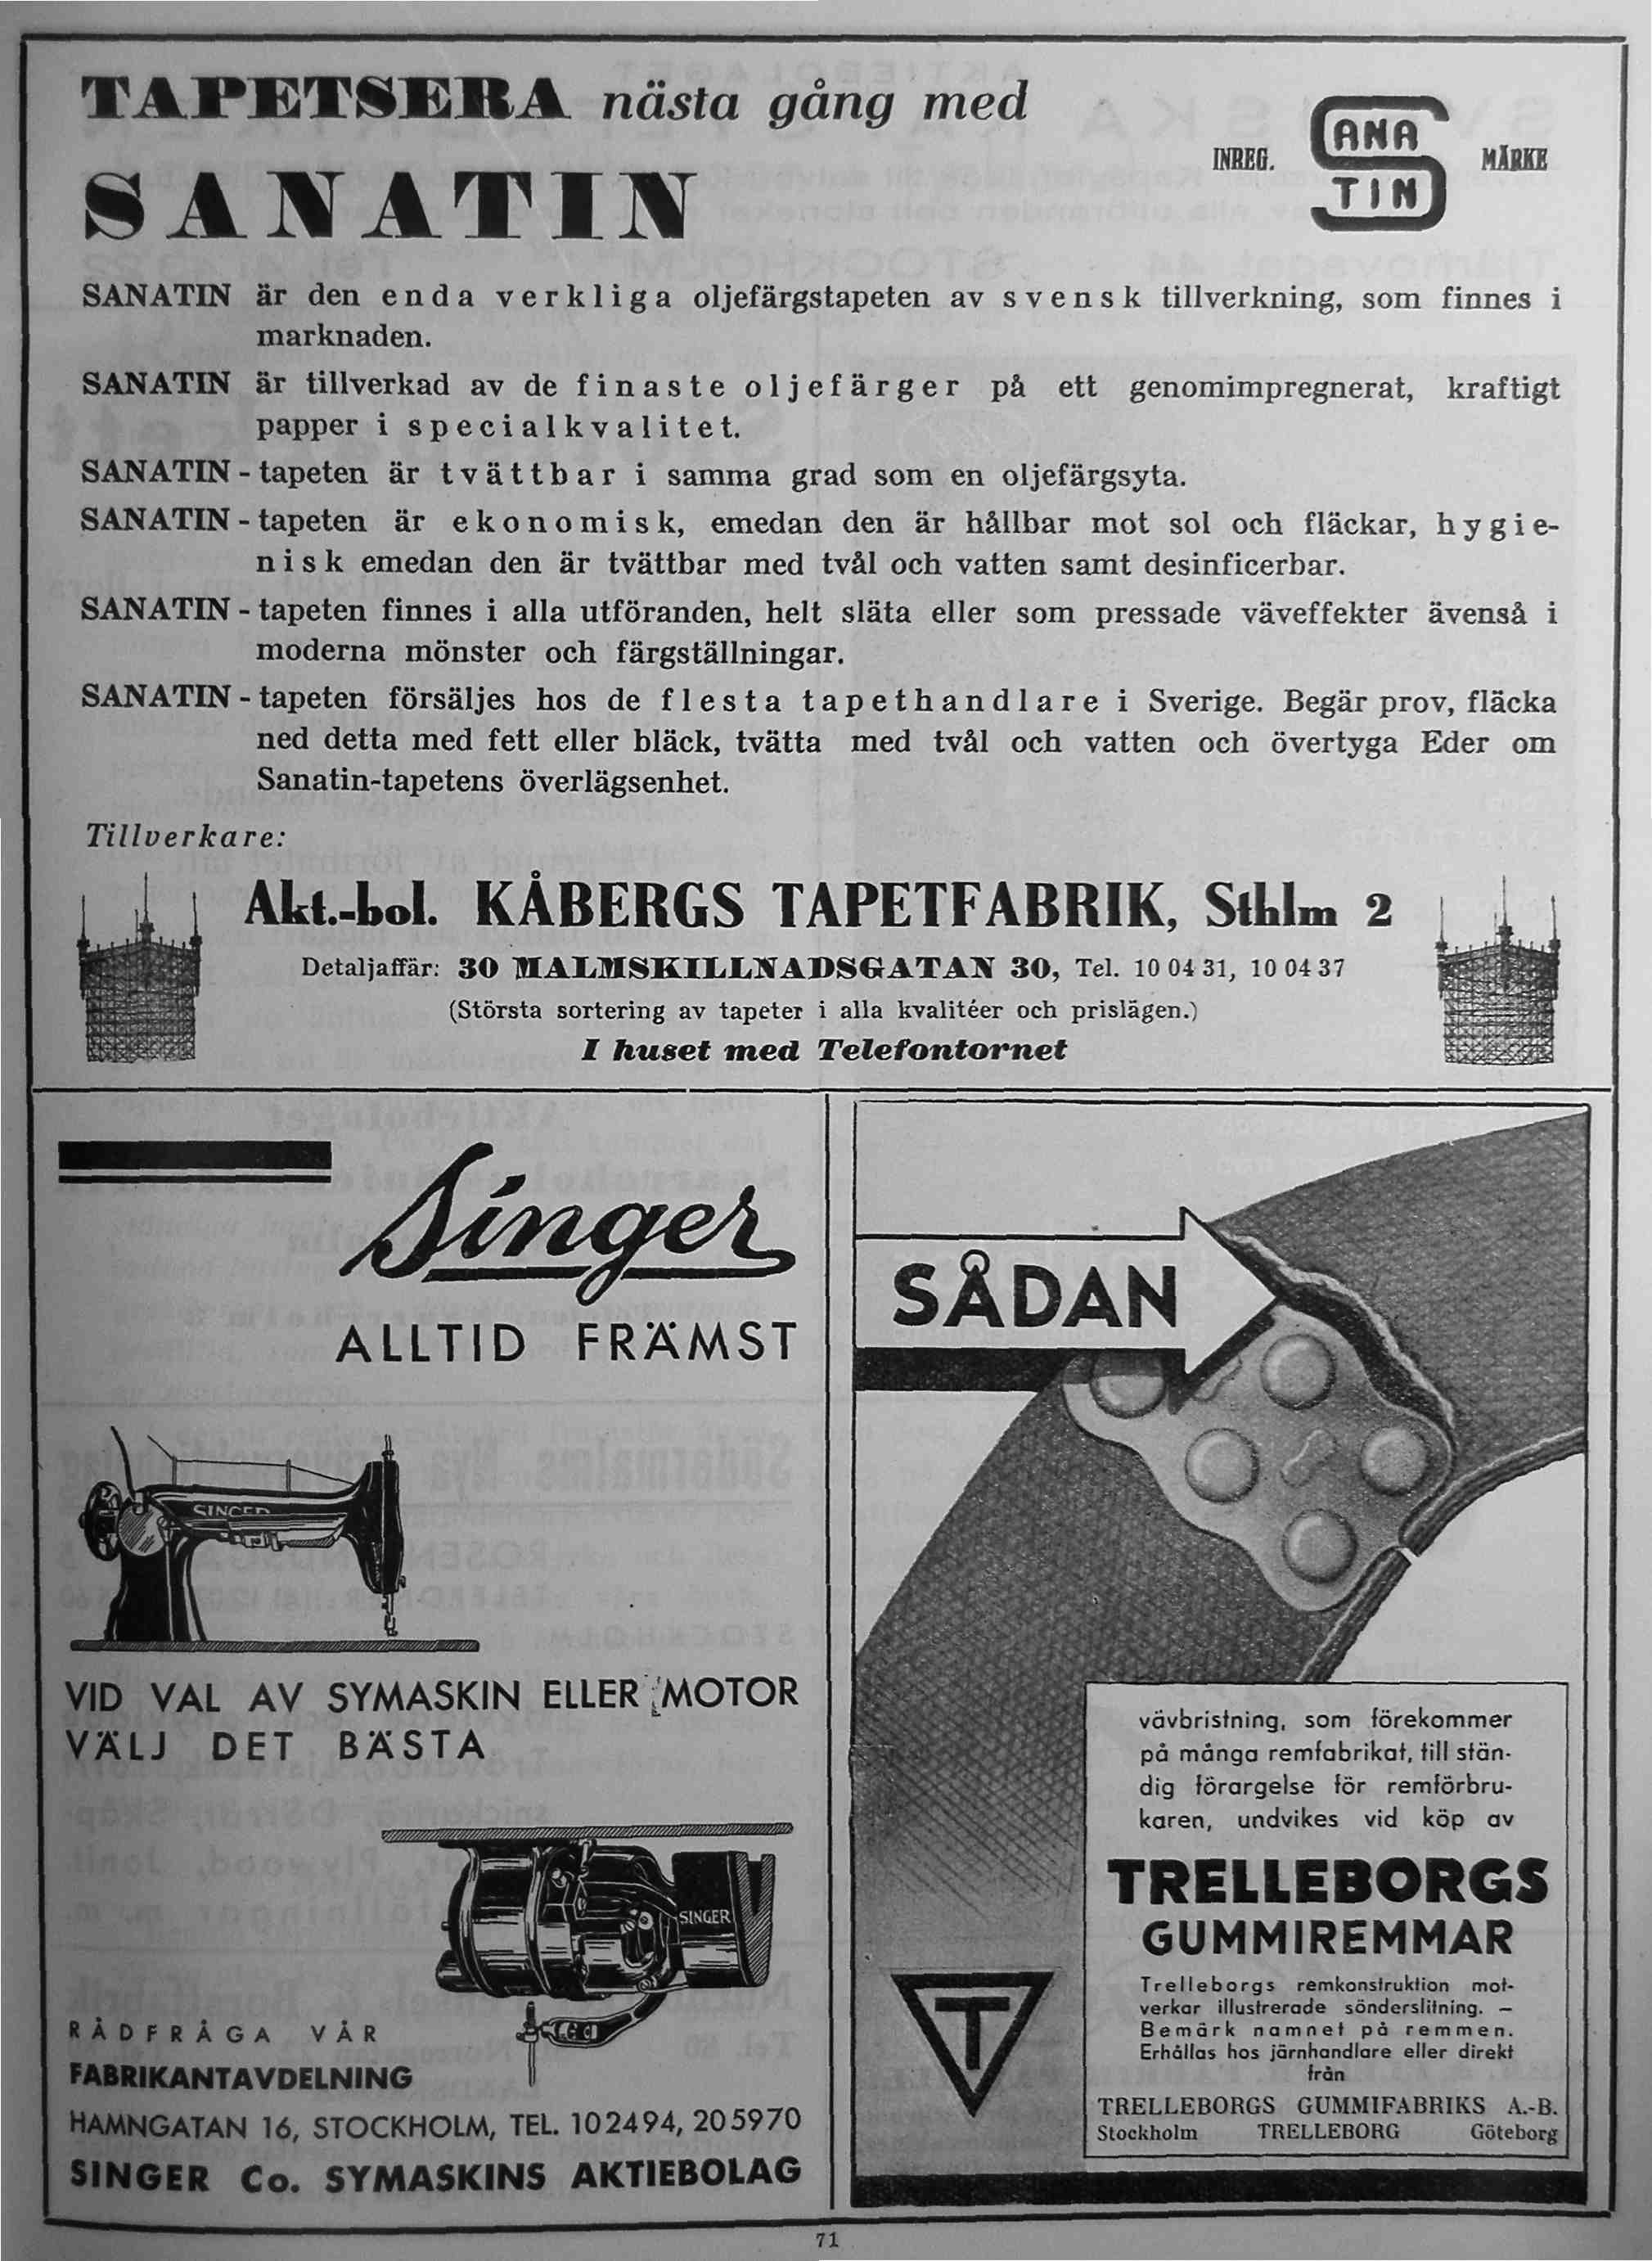 TAPETSERA nästa gång med
SANATIN
INREG. SANATIN MÄRKE
SANATIN är den enda verkliga oljefärgstapeten av svensk tillverkning, som finnes i
marknaden.
SANATIN är tillverkad av de finaste oljefärger på ett genomimpregnerat, kraftigt
papper i specialkvalitet.
SANATIN - tapeten är tvättbar i samma grad som en oljefärgsyta.
SANATIN - tapeten är ekonomisk, emedan den är hållbar mot sol och fläckar, hygie-
nisk emedan den är tvättbar med tvål och vatten samt desinficerbar.
SANATIN - tapeten finnes i alla utföranden, helt släta eller som pressade väveffekter ävenså i
moderna mönster och färgställningar.
SANATIN - tapeten försäljes hos de flesta tapethandlare i Sverige. Begär prov, fläcka
ned detta med fett eller bläck, tvätta med tvål och vatten och övertyga Eder om
Sanatin-tapetens överlägsenhet.
Tillverkare:
Akt.-bol. KÅBERGS TAPETFABRIK, Sthlm 2
Detaljaffär: 30 MALMSKILLNADSGATAN 30, Tel. 10 04 31, 10 04 37
(Största sortering av tapeter i alla kvalitéer och prislägen.)
I huset med Telefontornet
Singer
ALLTID FRÄMST
SINGER
VID VAL AV SYMASKIN ELLER MOTOR
VÄLJ DET BÄSTA
SINGER
RÅDFRÅGA VÅR
FABRIKANTAVDELNING
HAMNGATAN 16, STOCKHOLM, TEL. 102494, 205970
SINGER Co. SYMASKINS AKTIEBOLAG
SÅDAN
vävbristning, som förekommer
på många remfabrikat, till stän-
dig förargelse för remförbru-
karen, undvikes vid köp av
TRELLEBORGS
GUMMIREMMAR
Trelleborgs remkonstruktion mot-
verkar illustrerade sönderslitning. –
Bemärk namnet på remmen.
Erhållas hos järnhandlare eller direkt
från
TRELLEBORGS GUMMIFABRIKS A.-B.
Stockholm TRELLEBORG Göteborg
T
71